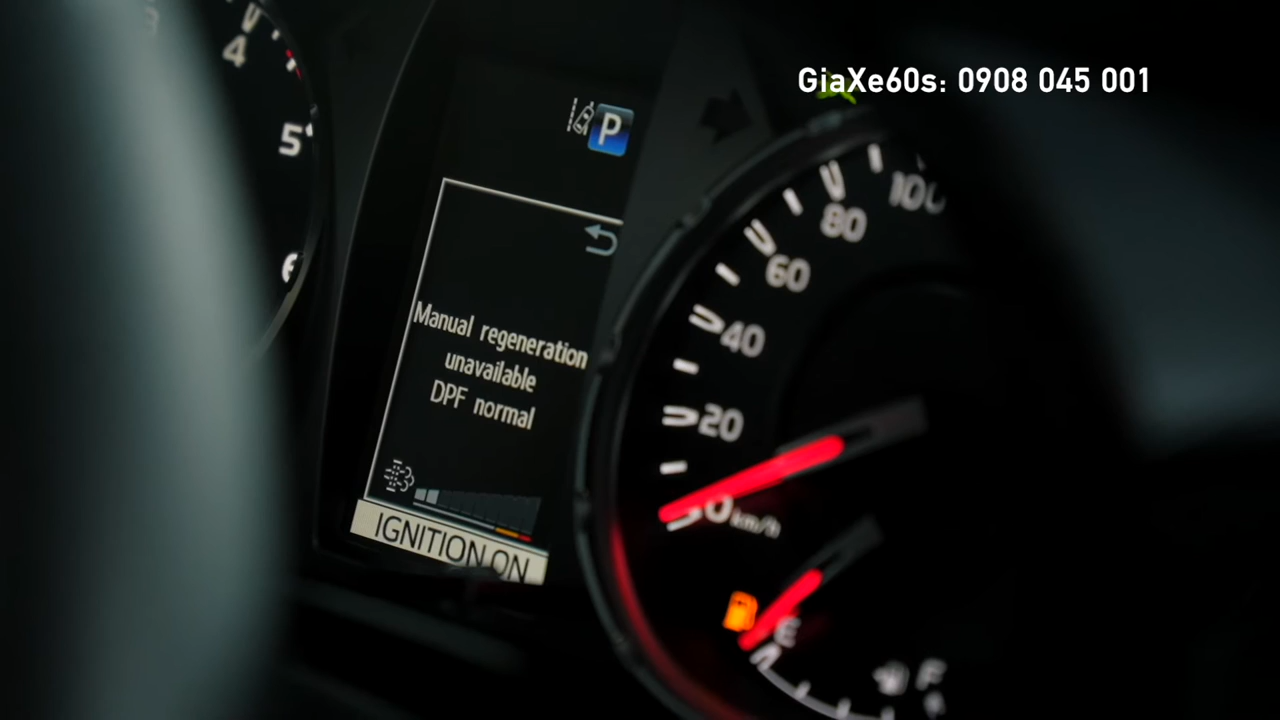 GiaXe60s: 0908 045 001
4
5
6
P
Manual regeneration
unavailable
DPF normal
IGNITION ON
100
80
60
40
20
0 km/h
E
F